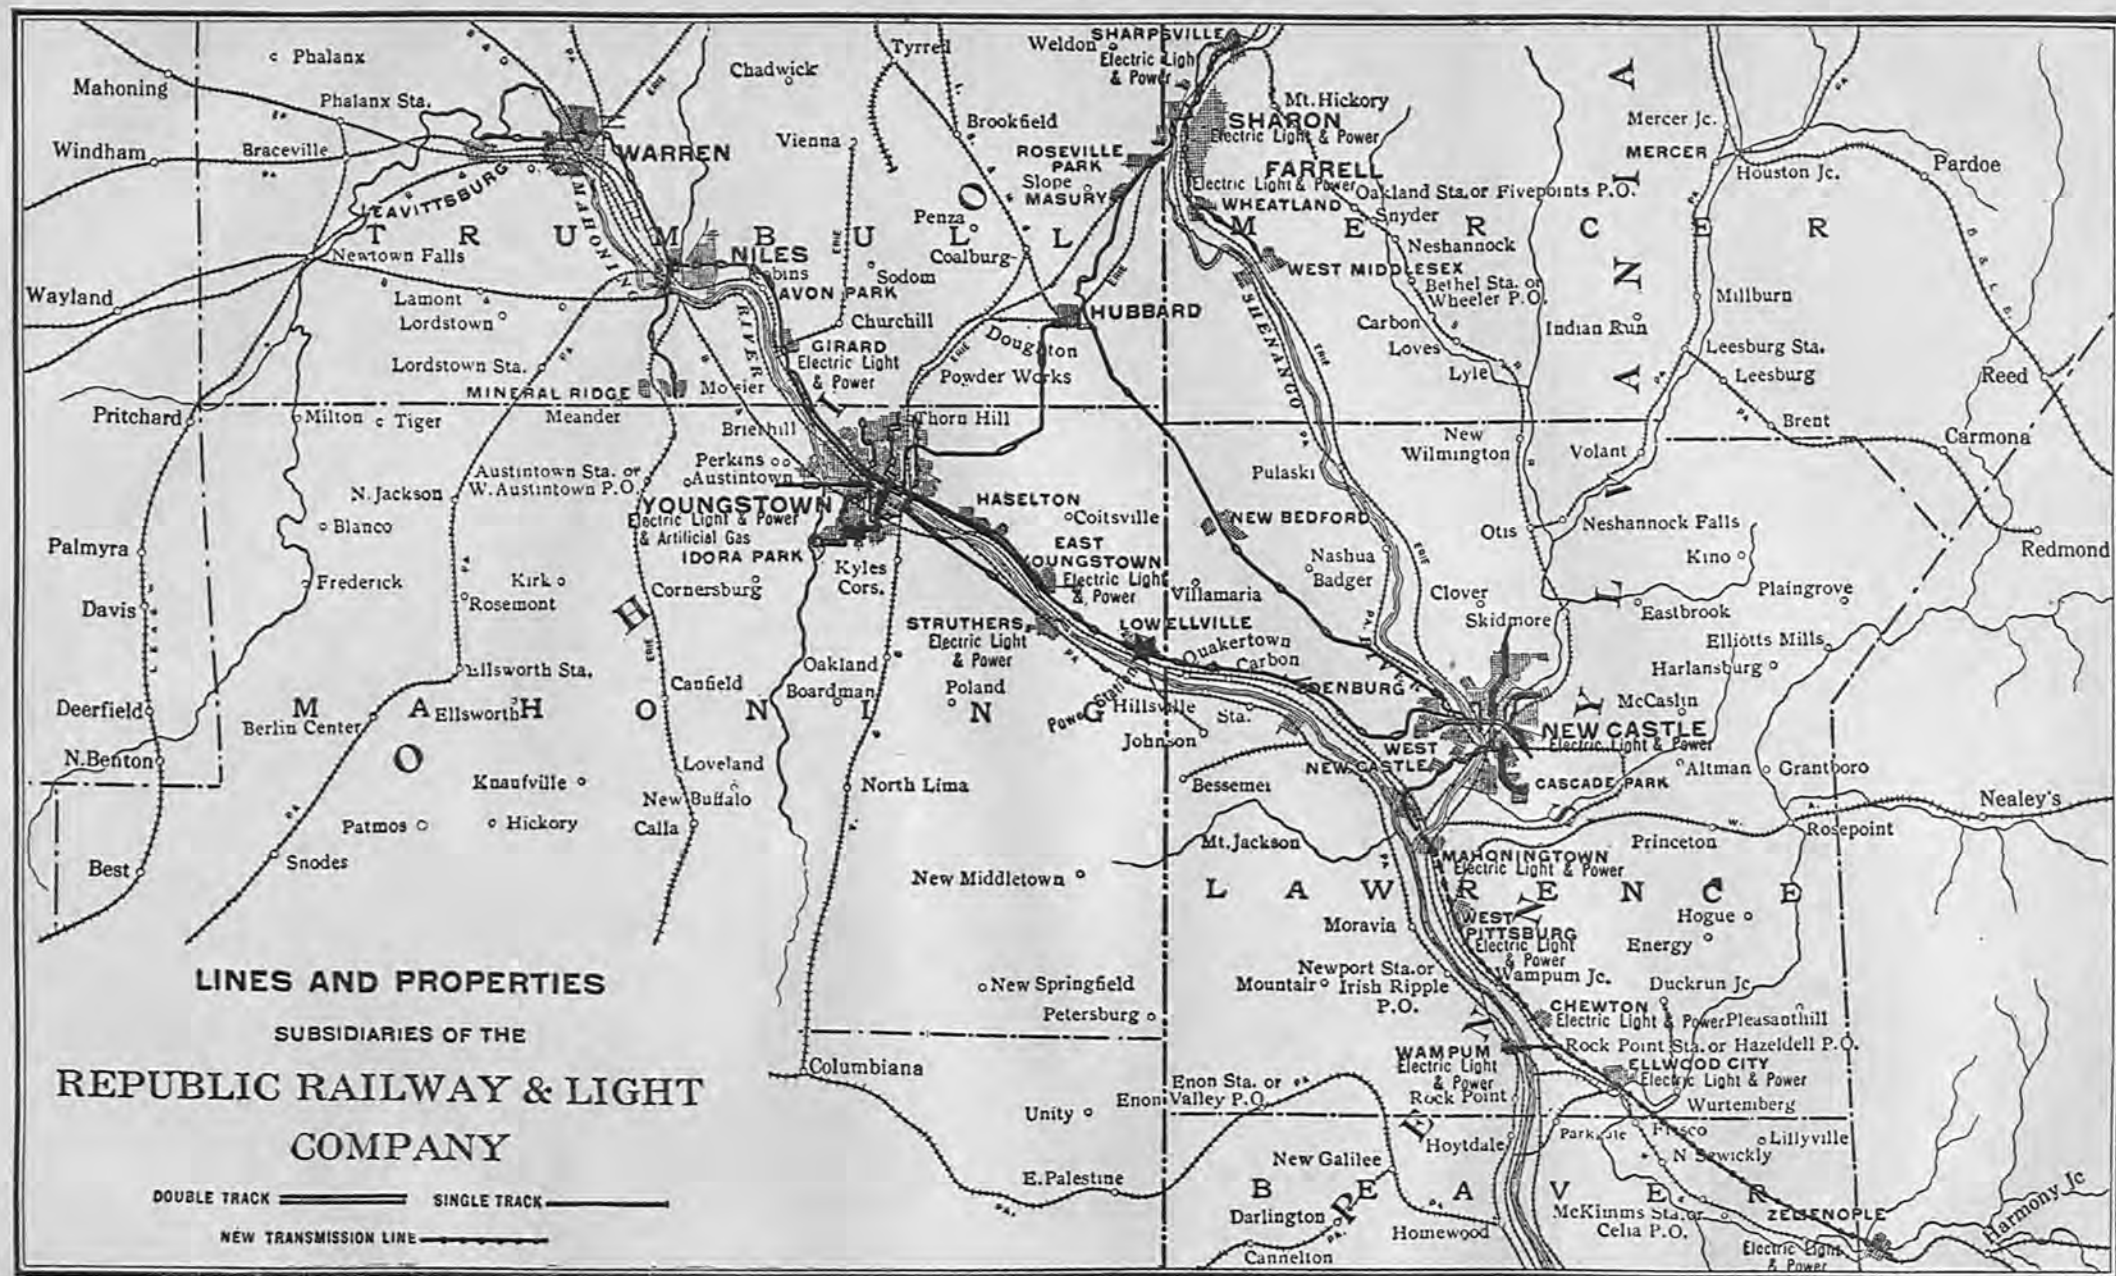 Mahoning
Phalanx
Phalanx Sta.
Windham
Braceville
WARREN
LEAVITTSBURG
MAHONING
RIVER
Chadwick
Vienna
Tyrrell
Brookfield
Weldon
SHARPSVILLE
Electric Light
& Power
Mt. Hickory
SHARON
Electric Light & Power
ROSEVILLE
PARK
Slope
MASURY
FARRELL
Electric Light & Power
WHEATLAND
Oakland Sta. or Fivepoints P.O.
Snyder
Neshannock
Mercer Jc.
MERCER
Houston Jc.
Pardoe
TRUMBULL
MERCER
Penza
Coalburg
Newtown Falls
NILES
Robins
AVON PARK
Sodom
WEST MIDDLESEX
Bethel Sta. or
Wheeler P.O.
Wayland
Lamont
Lordstown
Churchill
HUBBARD
SHENANGO
RIVER
Carbon
Loves
Indian Run
Millburn
Lordstown Sta.
GIRARD
Electric Light
& Power
Doughton
Powder Works
Lyle
Leesburg Sta.
Leesburg
Reed
MINERAL RIDGE
Mosier
Pritchard
Milton
Tiger
Meander
Brierhill
Thorn Hill
New
Wilmington
Volant
Brent
Carmona
Perkins
Austintown
Austintown Sta. or
W. Austintown P.O.
N. Jackson
Pulaski
YOUNGSTOWN
Electric Light & Power
& Artificial Gas
IDORA PARK
HASELTON
Coitsville
NEW BEDFORD
Otis
Neshannock Falls
Kino
Redmond
Blanco
Palmyra
Frederick
Kirk
Rosemont
Cornersburg
Kyles
Cors.
EAST
YOUNGSTOWN
Electric Light
& Power
Villamaria
Nashua
Badger
Clover
Skidmore
Eastbrook
Plaingrove
Davis
STRUTHERS
Electric Light
& Power
LOWELLVILLE
Quakertown
Carbon
Elliotts Mills
Harlansburg
Ellsworth Sta.
Oakland
Boardman
Poland
Power Station
EDENBURG
Canfield
Hillsville
Sta.
McCaslin
Deerfield
MAHONING
Ellsworth
Berlin Center
Johnson
NEW CASTLE
Electric Light & Power
WEST
NEW CASTLE
CASCADE PARK
Altman
Grantboro
N. Benton
Loveland
Knaufville
New Buffalo
North Lima
Bessemer
Nealey's
Patmos
Hickory
Calla
Mt. Jackson
Princeton
Rosepoint
Best
Snodes
New Middletown
MAHONINGTOWN
Electric Light & Power
LAWRENCE
Hogue
Energy
Moravia
WEST
PITTSBURG
Electric Light
& Power
Wampum Jc.
New Springfield
Petersburg
Newport Sta. or
Mountair
Irish Ripple
P.O.
Duckrun Jc.
CHEWTON
Electric Light & Power
Pleasanthill
WAMPUM
Electric Light
& Power
Rock Point
Rock Point Sta. or Hazeldell P.O.
ELLWOOD CITY
Electric Light & Power
Wurtemberg
Columbiana
Enon Sta. or
Enon Valley P.O.
Unity
Hoytdale
Frisco
Lillyville
N Sewickly
E. Palestine
New Galilee
BEAVER
Darlington
Cannelton
Homewood
McKimms Sta. or
Celia P.O.
ZELIENOPLE
Electric Light
& Power
Harmony Jc
OHIO
PENNSYLVANIA
LINES AND PROPERTIES
SUBSIDIARIES OF THE
REPUBLIC RAILWAY & LIGHT
COMPANY
DOUBLE TRACK
SINGLE TRACK
NEW TRANSMISSION LINE